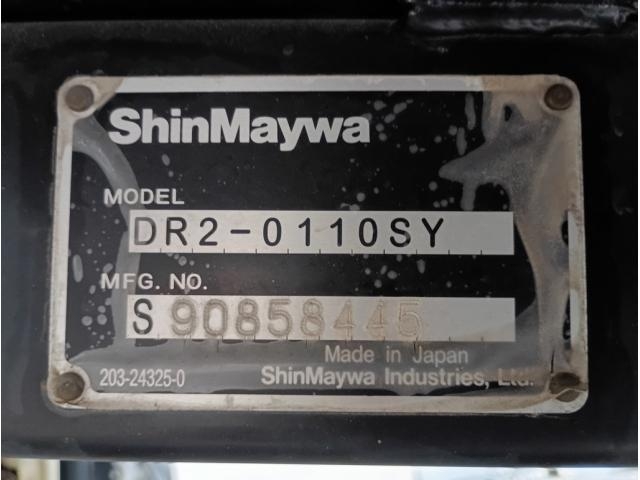 ShinMaywa
MODEL
DR2-0110SY
MFG. NO.
S 90858445
Made in Japan
203-24325-0 ShinMaywa Industries, Ltd.